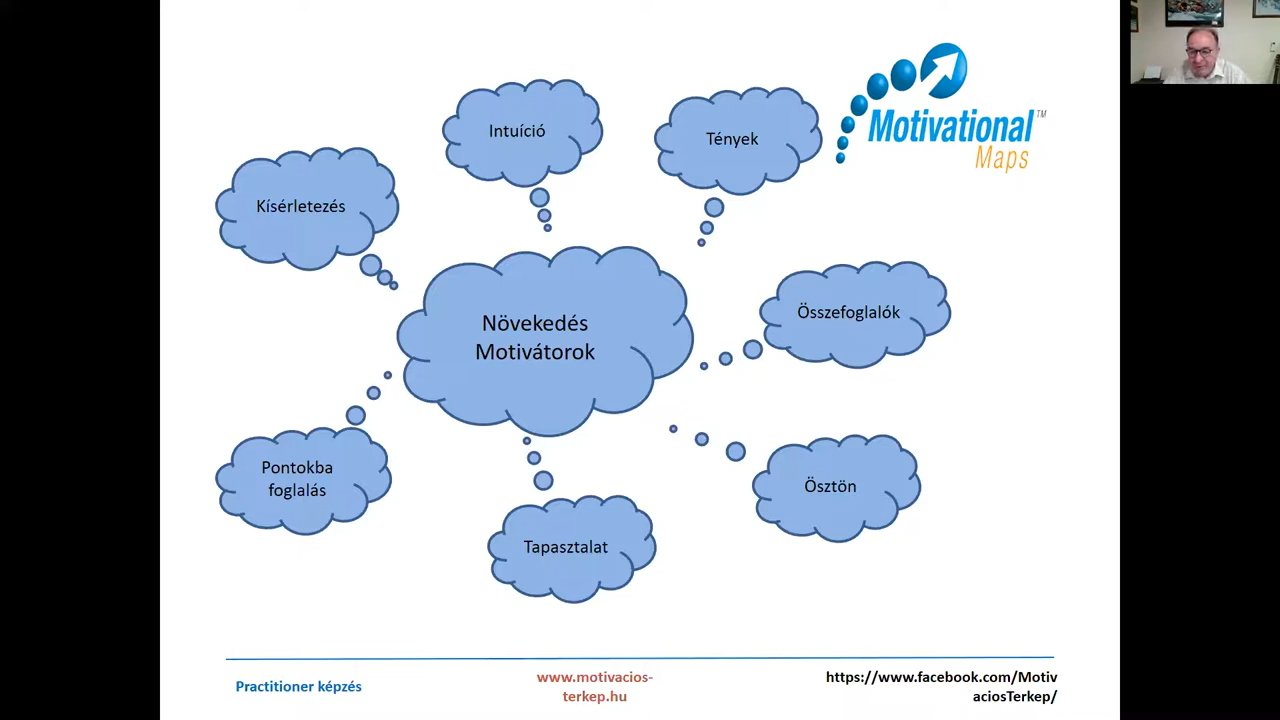 Intuíció
Tények
Motivational™
Maps
Kísérletezés
Növekedés
Motivátorok
Összefoglalók
Pontokba
foglalás
Ösztön
Tapasztalat
Practitioner képzés
www.motivacios-
terkep.hu
https://www.facebook.com/Motiv
aciosTerkep/